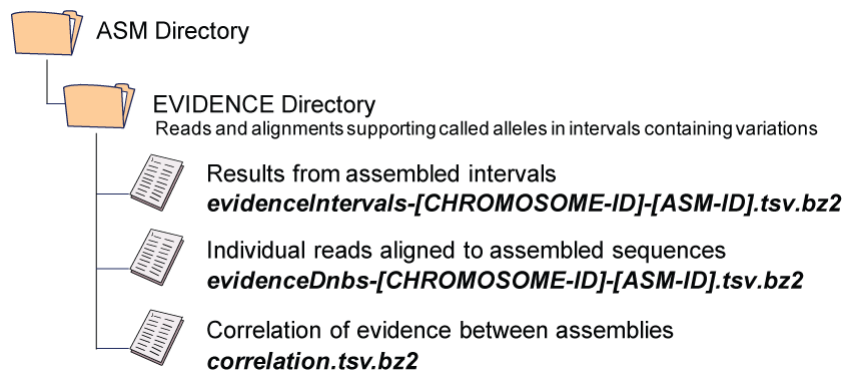 ASM Directory
EVIDENCE Directory
Reads and alignments supporting called alleles in intervals containing variations
Results from assembled intervals
evidenceIntervals-[CHROMOSOME-ID]-[ASM-ID].tsv.bz2
Individual reads aligned to assembled sequences
evidenceDnbs-[CHROMOSOME-ID]-[ASM-ID].tsv.bz2
Correlation of evidence between assemblies
correlation.tsv.bz2